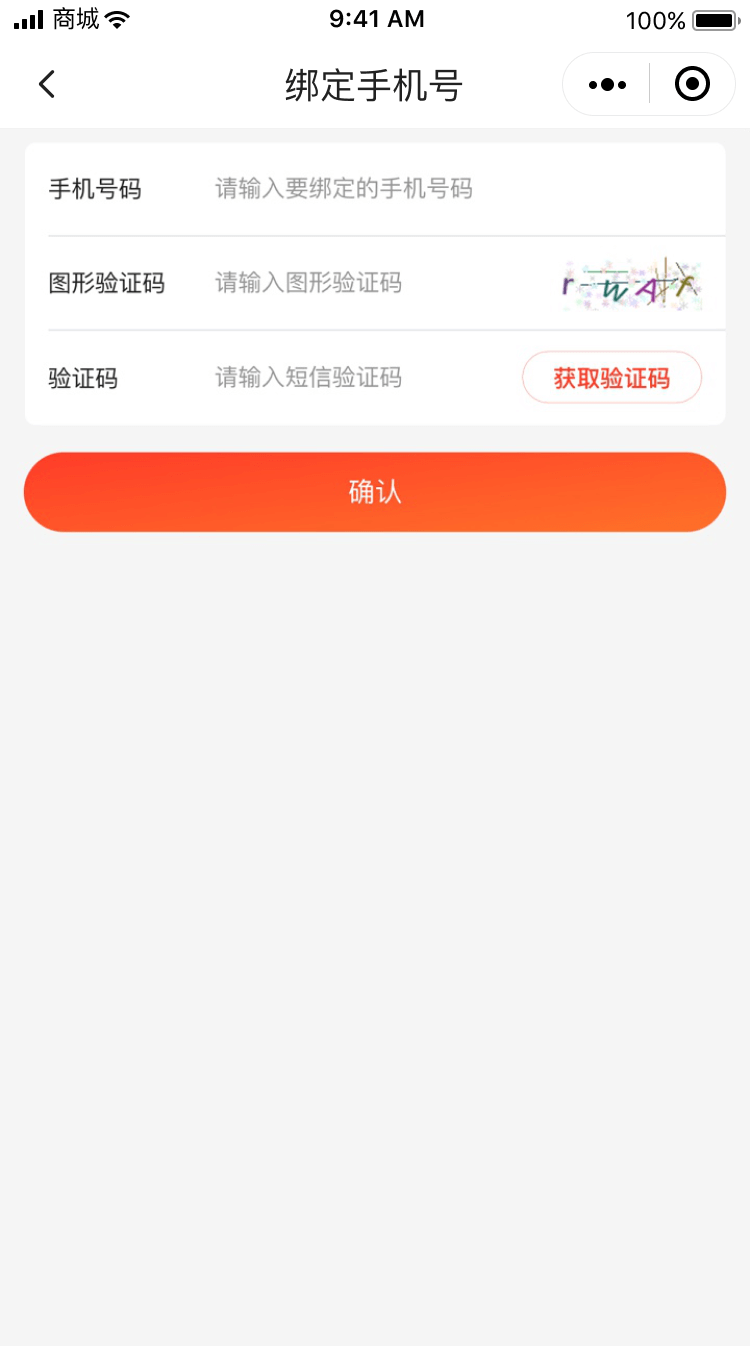 商城 9:41 AM 100%
绑定手机号
手机号码 请输入要绑定的手机号码
图形验证码 请输入图形验证码 r w A f
验证码 请输入短信验证码 获取验证码
确认